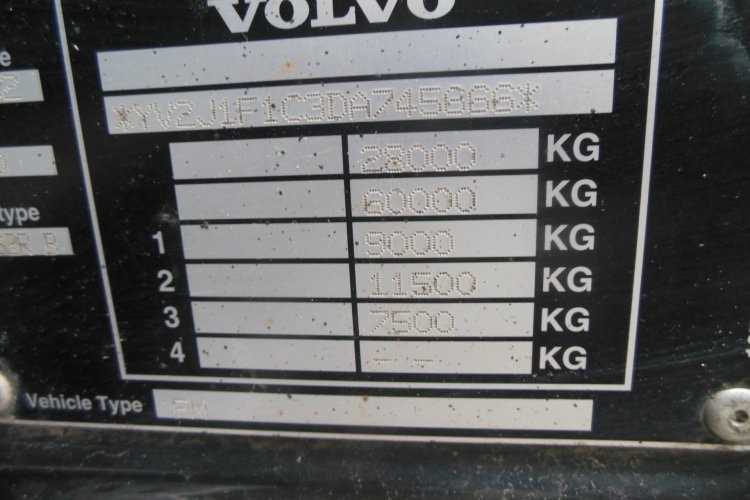 VOLVO
*YV2J1F1C3DA745886*
28000 KG
60000 KG
1 9000 KG
2 11500 KG
3 7500 KG
4 -- KG
type
Vehicle Type FM